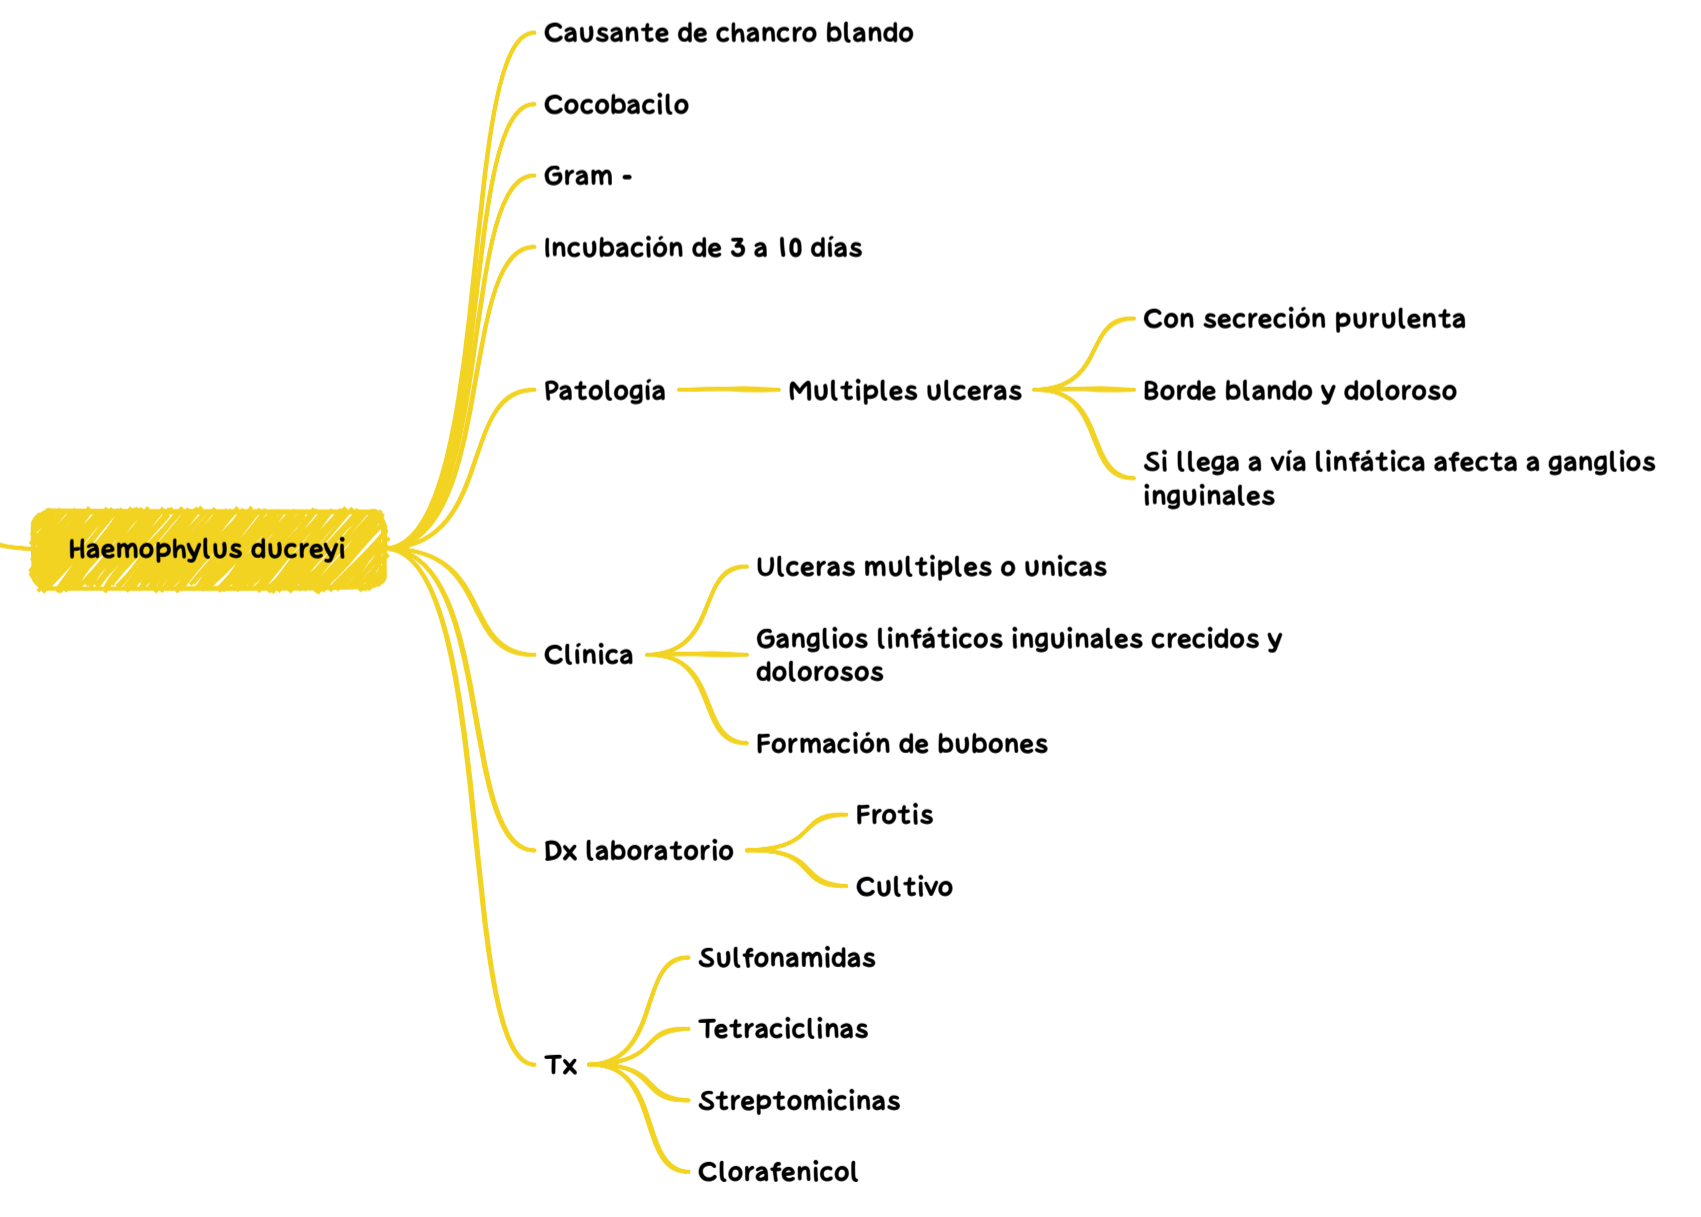 Causante de chancro blando
Cocobacilo
Gram -
Incubación de 3 a 10 días
Patología
Multiples ulceras
Con secreción purulenta
Borde blando y doloroso
Si llega a vía linfática afecta a ganglios
inguinales
Haemophylus ducreyi
Clínica
Ulceras multiples o unicas
Ganglios linfáticos inguinales crecidos y
dolorosos
Formación de bubones
Dx laboratorio
Frotis
Cultivo
Tx
Sulfonamidas
Tetraciclinas
Streptomicinas
Clorafenicol